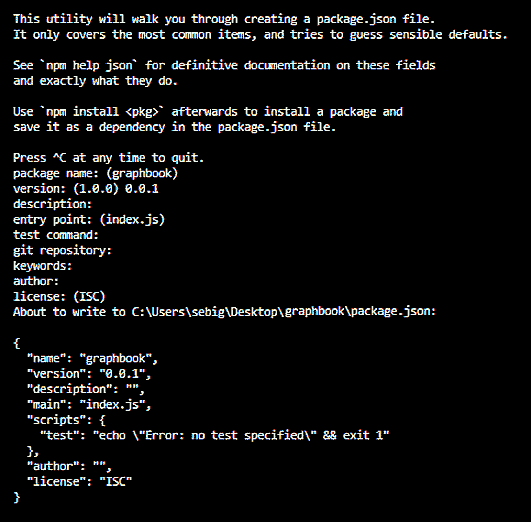 This utility will walk you through creating a package.json file.
It only covers the most common items, and tries to guess sensible defaults.
See `npm help json` for definitive documentation on these fields
and exactly what they do.
Use `npm install <pkg>` afterwards to install a package and
save it as a dependency in the package.json file.
Press ^C at any time to quit.
package name: (graphbook)
version: (1.0.0) 0.0.1
description:
entry point: (index.js)
test command:
git repository:
keywords:
author:
license: (ISC)
About to write to C:\Users\sebig\Desktop\graphbook\package.json:
{
  "name": "graphbook",
  "version": "0.0.1",
  "description": "",
  "main": "index.js",
  "scripts": {
    "test": "echo \"Error: no test specified\" && exit 1"
  },
  "author": "",
  "license": "ISC"
}